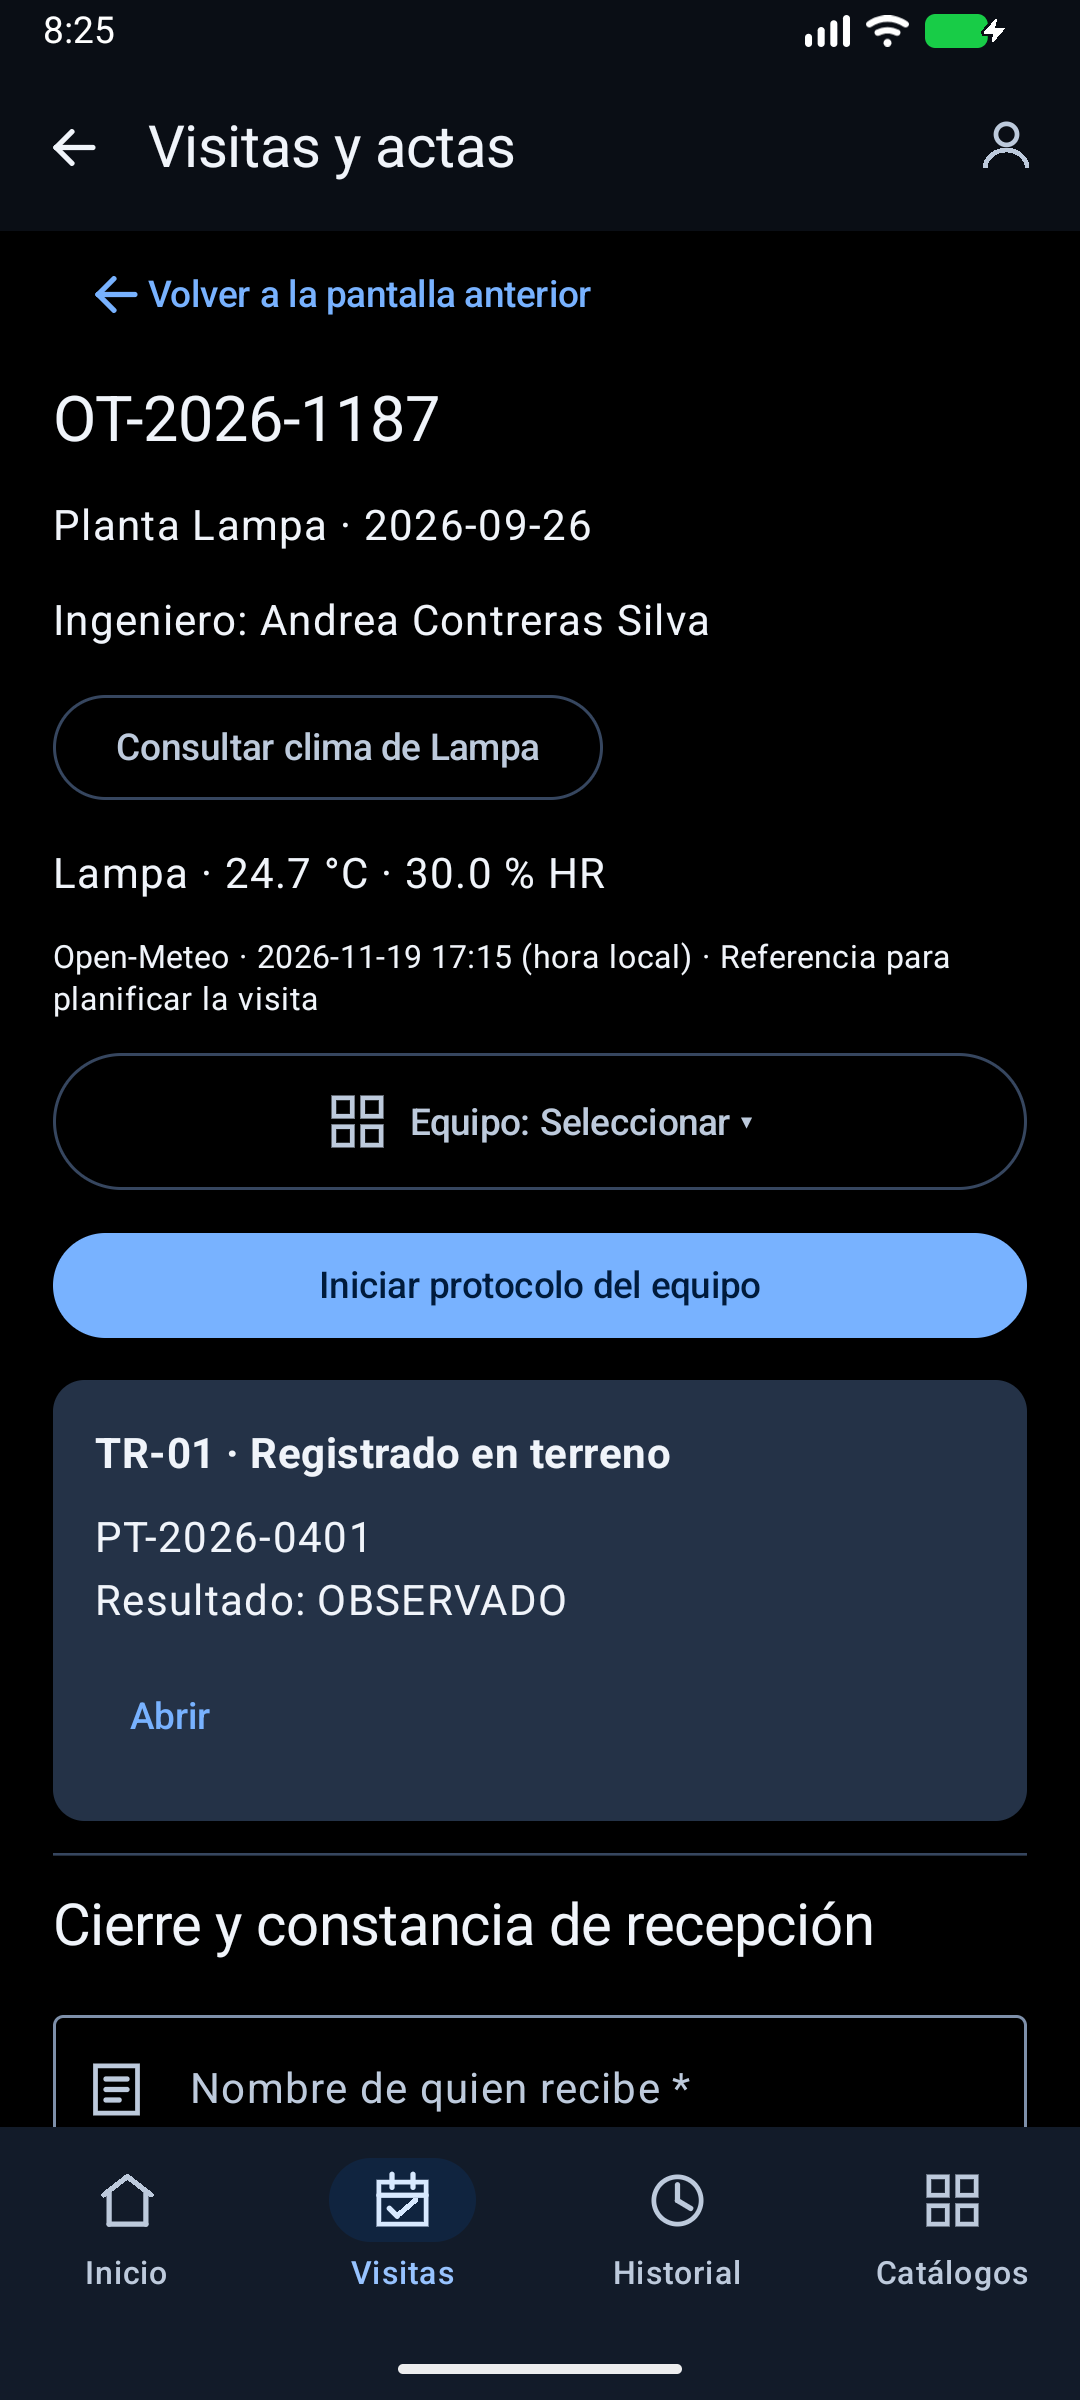 8:25
Visitas y actas
Volver a la pantalla anterior
OT-2026-1187
Planta Lampa · 2026-09-26
Ingeniero: Andrea Contreras Silva
Consultar clima de Lampa
Lampa · 24.7 °C · 30.0 % HR
Open-Meteo · 2026-11-19 17:15 (hora local) · Referencia para
planificar la visita
Equipo: Seleccionar ▾
Iniciar protocolo del equipo
TR-01 · Registrado en terreno
PT-2026-0401
Resultado: OBSERVADO
Abrir
Cierre y constancia de recepción
Nombre de quien recibe *
Inicio
Visitas
Historial
Catálogos